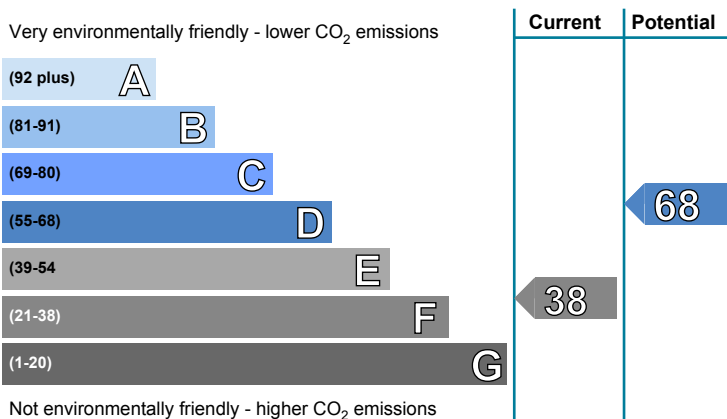 Current Potential
Very environmentally friendly - lower CO2 emissions
(92 plus) A
(81-91) B
(69-80) C
(55-68) D
68
(39-54 E
38
(21-38) F
(1-20) G
Not environmentally friendly - higher CO2 emissions